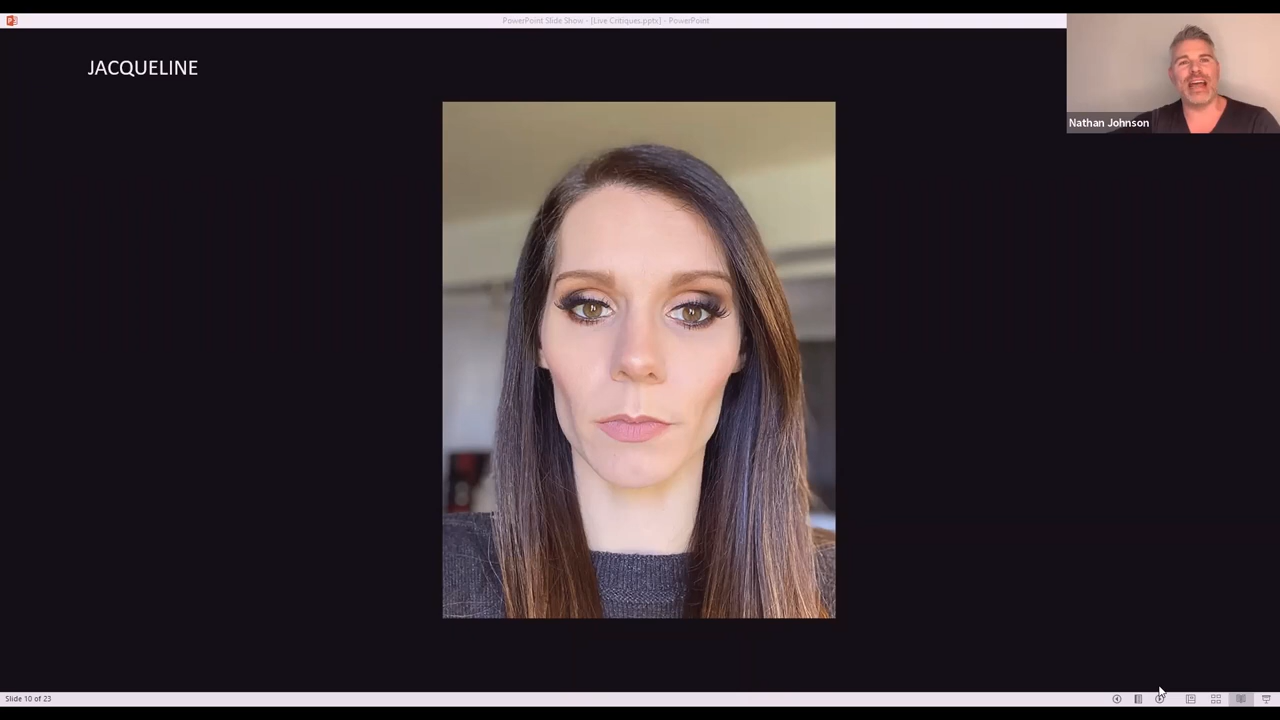 PowerPoint Slide Show - [Live Critiques.pptx] - PowerPoint
JACQUELINE
Nathan Johnson
Slide 10 of 23